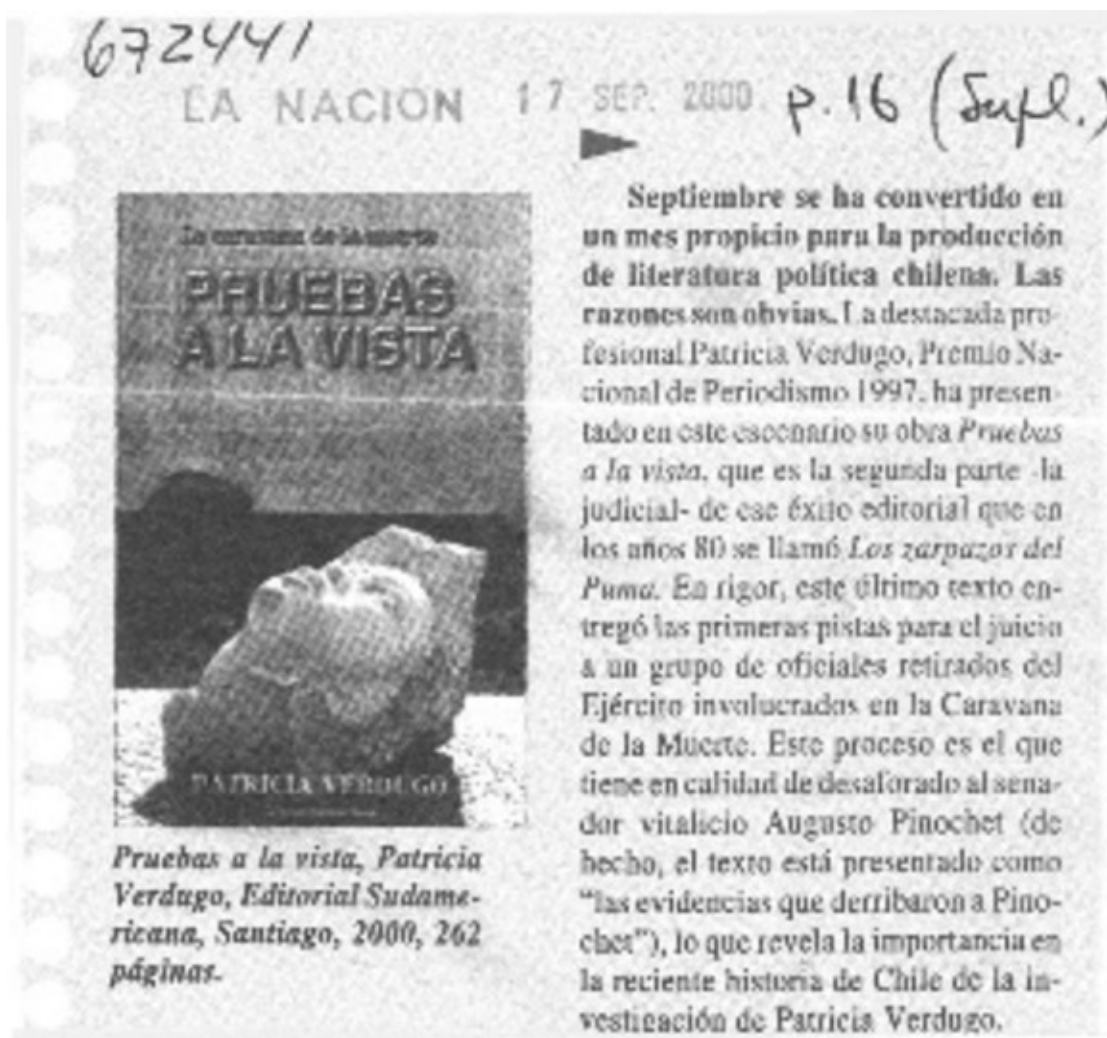 672441
LA NACIÓN 17 SEP. 2000. p.16 (Supl.)
La caravana de la muerte
PRUEBAS
A LA VISTA
PATRICIA VERDUGO
Pruebas a la vista, Patricia
Verdugo, Editorial Sudame-
ricana, Santiago, 2000, 262
páginas.
Septiembre se ha convertido en
un mes propicio para la producción
de literatura política chilena. Las
razones son obvias. La destacada pro-
fesional Patricia Verdugo, Premio Na-
cional de Periodismo 1997, ha presen-
tado en este escenario su obra Pruebas
a la vista, que es la segunda parte -la
judicial- de ese éxito editorial que en
los años 80 se llamó Los zarpazos del
Puma. En rigor, este último texto en-
tregó las primeras pistas para el juicio
a un grupo de oficiales retirados del
Ejército involucrados en la Caravana
de la Muerte. Este proceso es el que
tiene en calidad de desaforado al sena-
dor vitalicio Augusto Pinochet (de
hecho, el texto está presentado como
"las evidencias que derribaron a Pino-
chet"), lo que revela la importancia en
la reciente historia de Chile de la in-
vestigación de Patricia Verdugo.